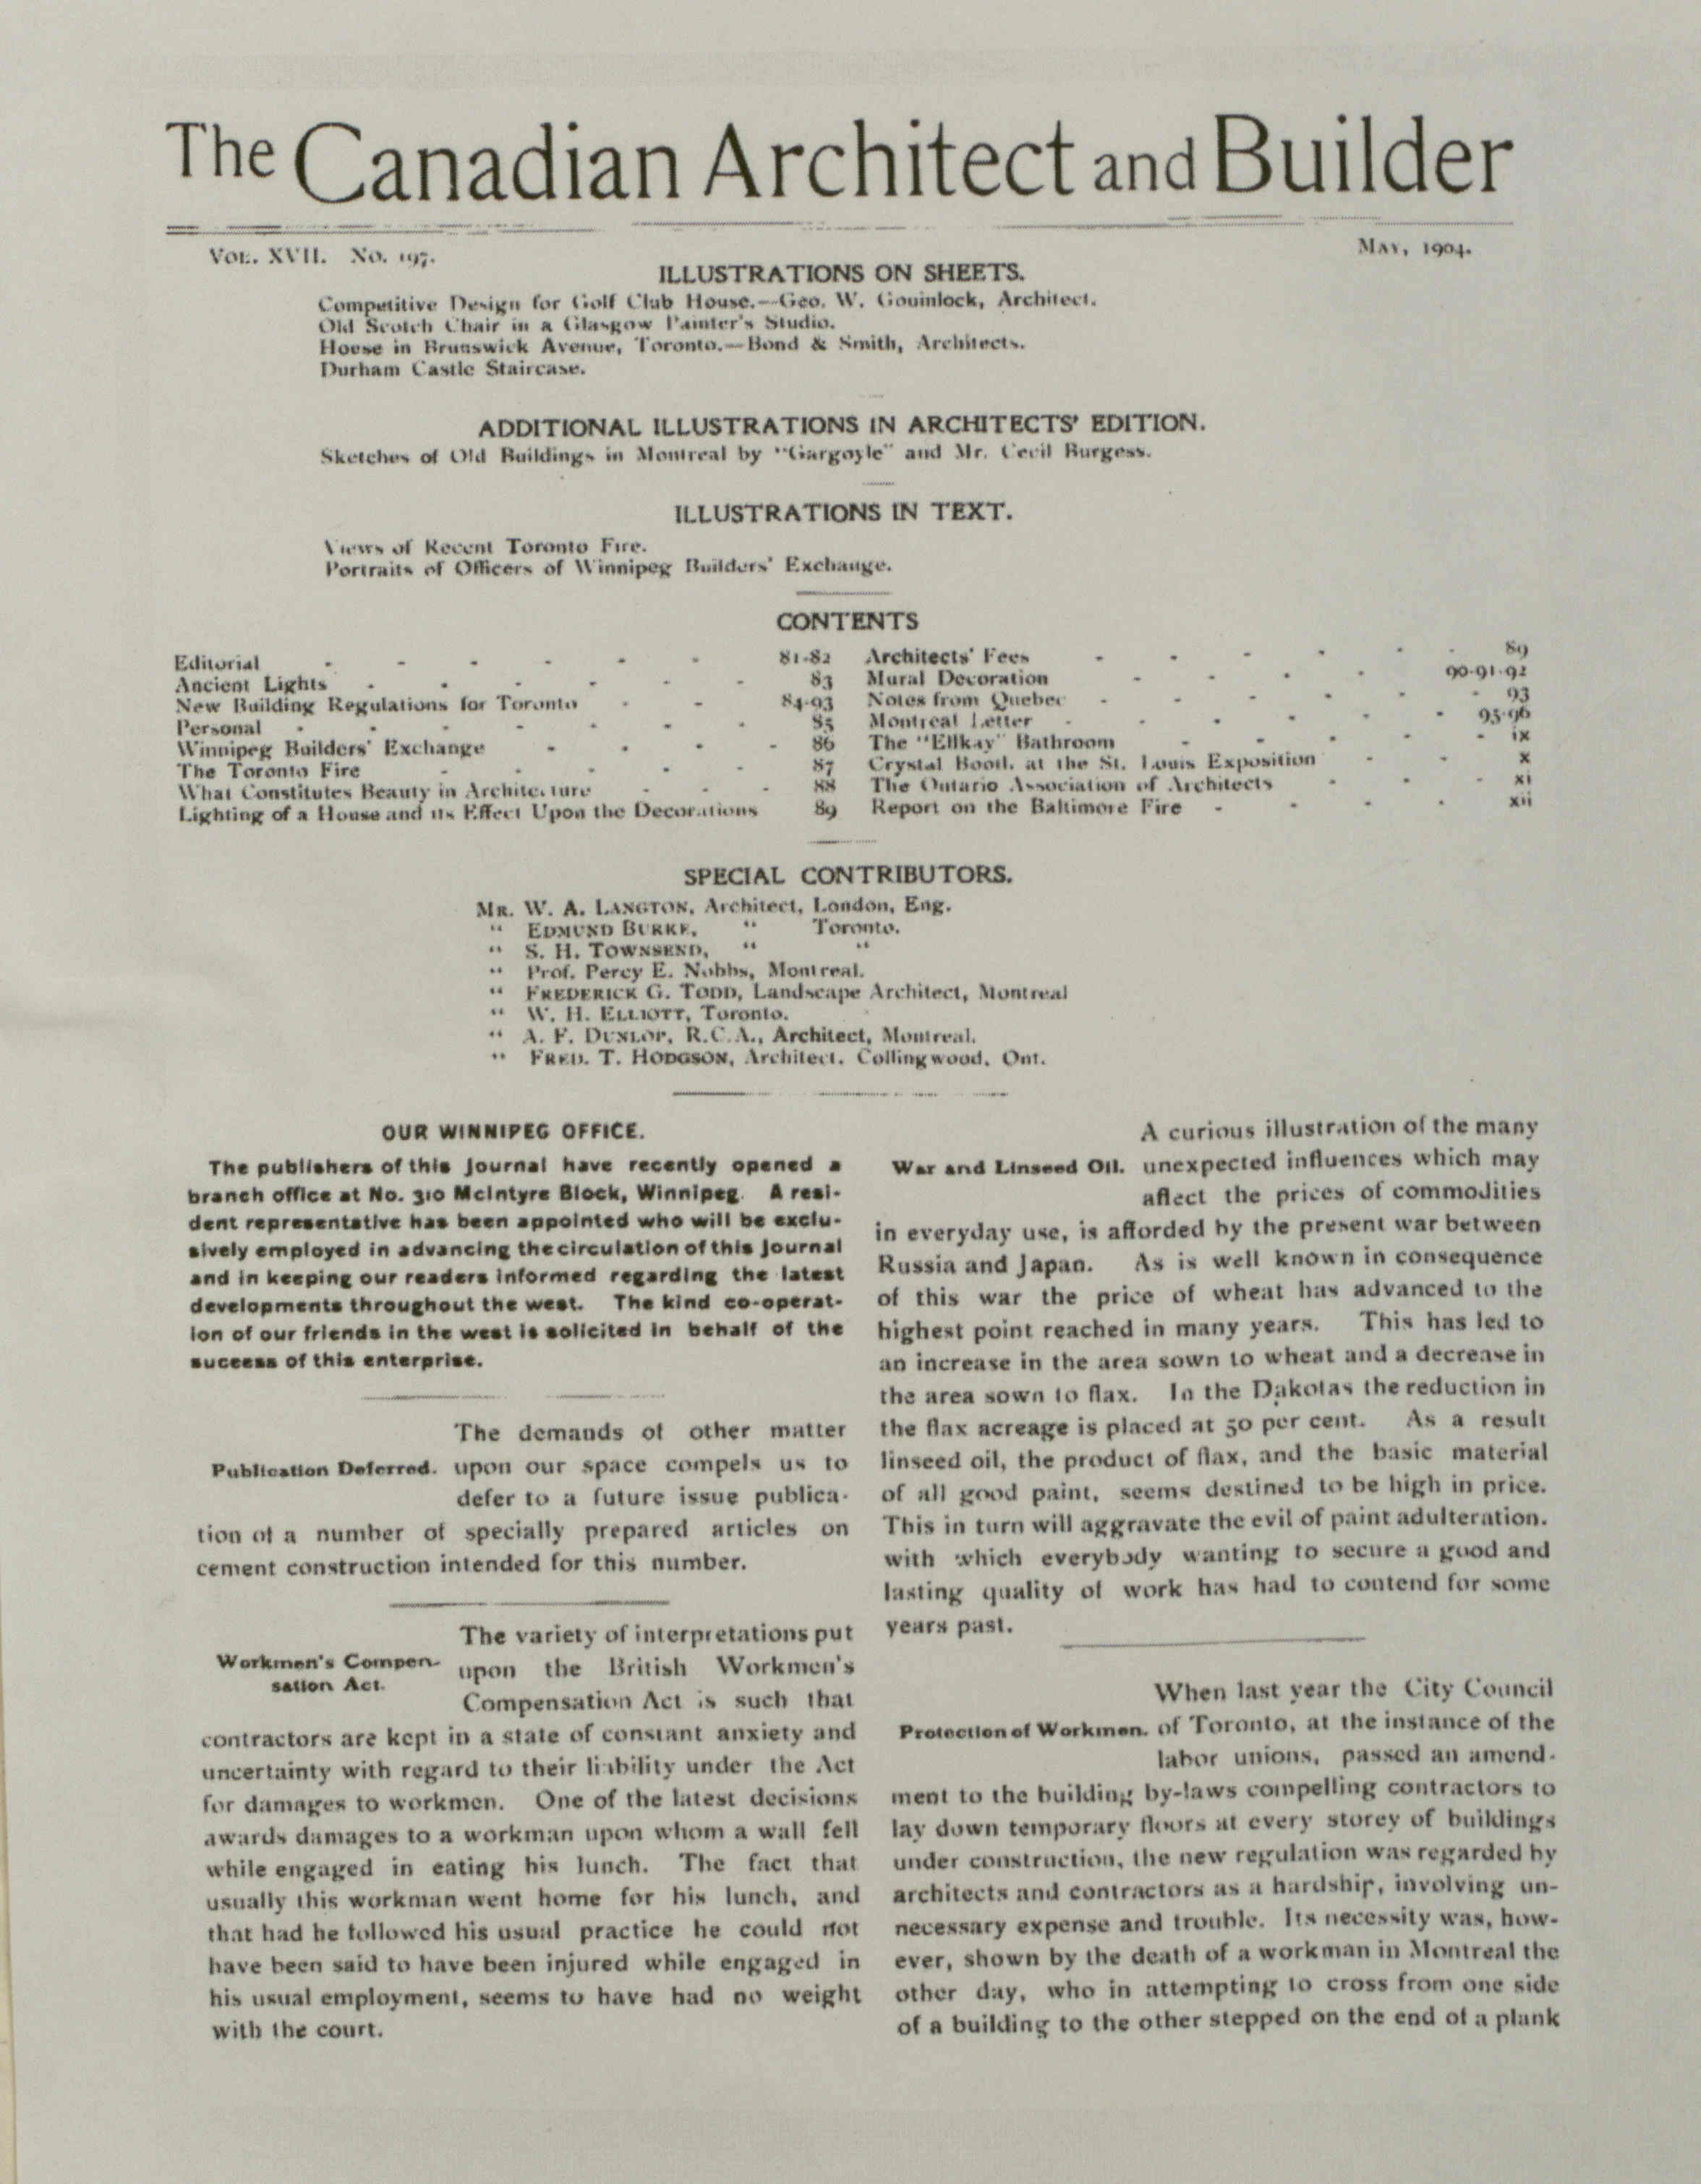 The Canadian Architect and Builder
VOL. XVII. No. 197.
MAY, 1904.
ILLUSTRATIONS ON SHEETS.
Competitive Design for Golf Club House.—Geo. W. Gouinlock, Architect.
Old Scotch Chair in a Glasgow Painter's Studio.
House in Brunswick Avenue, Toronto.—Bond & Smith, Architects.
Durham Castle Staircase.
ADDITIONAL ILLUSTRATIONS IN ARCHITECTS' EDITION.
Sketches of Old Buildings in Montreal by "Gargoyle" and Mr. Cecil Burgess.
ILLUSTRATIONS IN TEXT.
Views of Recent Toronto Fire.
Portraits of Officers of Winnipeg Builders' Exchange.
CONTENTS
Editorial - - - - - - 81-82
Ancient Lights - - - - - - 83
New Building Regulations for Toronto - - 84-93
Personal - - - - - - - 85
Winnipeg Builders' Exchange - - - - 86
The Toronto Fire - - - - - 87
What Constitutes Beauty in Architecture - - - 88
Lighting of a House and its Effect Upon the Decorations 89
Architects' Fees - - - - - - 89
Mural Decoration - - - - 90-91-92
Notes from Quebec - - - - - - 93
Montreal Letter - - - - - - 95-96
The "Ellkay" Bathroom - - - - - ix
Crystal Booth at the St. Louis Exposition - - - x
The Ontario Association of Architects - - - xi
Report on the Baltimore Fire - - - - xii
SPECIAL CONTRIBUTORS.
MR. W. A. LANGTON, Architect, London, Eng.
" EDMUND BURKE, " Toronto.
" S. H. TOWNSEND, " "
" Prof. Percy E. Nobbs, Montreal.
" FREDERICK G. TODD, Landscape Architect, Montreal
" W. H. ELLIOTT, Toronto.
" A. F. DUNLOP, R.C.A., Architect, Montreal.
" FRED. T. HODGSON, Architect, Collingwood, Ont.
OUR WINNIPEG OFFICE.
The publishers of this Journal have recently opened a
branch office at No. 310 McIntyre Block, Winnipeg. A resi-
dent representative has been appointed who will be exclu-
sively employed in advancing the circulation of this Journal
and in keeping our readers informed regarding the latest
developments throughout the west. The kind co-operat-
ion of our friends in the west is solicited in behalf of the
success of this enterprise.
The demands of other matter
Publication Deferred. upon our space compels us to
defer to a future issue publica-
tion of a number of specially prepared articles on
cement construction intended for this number.
The variety of interpretations put
Workmen's Compen- upon the British Workmen's
sation Act.
Compensation Act is such that
contractors are kept in a state of constant anxiety and
uncertainty with regard to their liability under the Act
for damages to workmen. One of the latest decisions
awards damages to a workman upon whom a wall fell
while engaged in eating his lunch. The fact that
usually this workman went home for his lunch, and
that had he followed his usual practice he could not
have been said to have been injured while engaged in
his usual employment, seems to have had no weight
with the court.
A curious illustration of the many
War and Linseed Oil. unexpected influences which may
affect the prices of commodities
in everyday use, is afforded by the present war between
Russia and Japan. As is well known in consequence
of this war the price of wheat has advanced to the
highest point reached in many years. This has led to
an increase in the area sown to wheat and a decrease in
the area sown to flax. In the Dakotas the reduction in
the flax acreage is placed at 50 per cent. As a result
linseed oil, the product of flax, and the basic material
of all good paint, seems destined to be high in price.
This in turn will aggravate the evil of paint adulteration.
with which everybody wanting to secure a good and
lasting quality of work has had to contend for some
years past.
When last year the City Council
Protection of Workmen. of Toronto, at the instance of the
labor unions, passed an amend-
ment to the building by-laws compelling contractors to
lay down temporary floors at every storey of buildings
under construction, the new regulation was regarded by
architects and contractors as a hardship, involving un-
necessary expense and trouble. Its necessity was, how-
ever, shown by the death of a workman in Montreal the
other day, who in attempting to cross from one side
of a building to the other stepped on the end of a plank